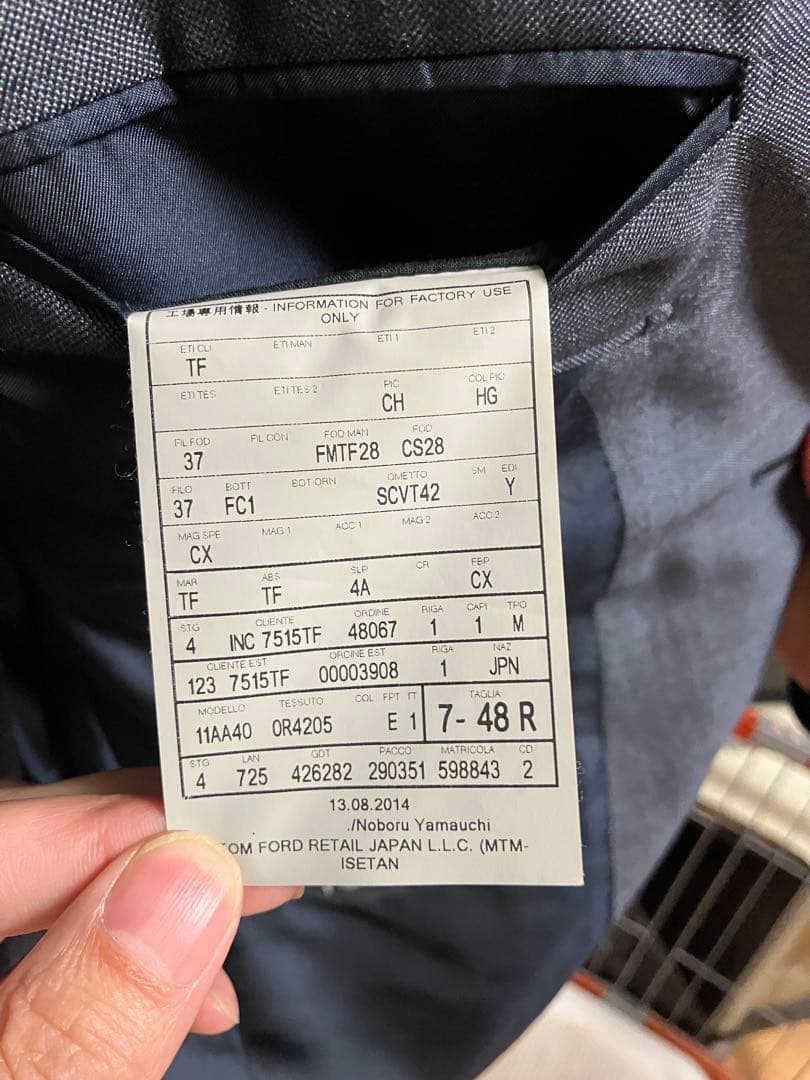 工場專用情報 - INFORMATION FOR FACTORY USE
ONLY
ETI CLI ETI MAN ETI 1 ETI 2
TF
ETI TES ETI TES 2 PIC COL PIC
CH HG
FIL FOD FIL CON FOD MAN FOD
37 FMTF28 CS28
FILO BOTT BOT ORN OMETTO SM EDI
37 FC1 SCVT42 Y
MAG SPE MAG 1 ACC 1 MAG 2 ACC 2
CX
MAR ABS SLP CR FBP
TF TF 4A CX
STG CLIENTE ORDINE RIGA CAPI TPO
4 INC 7515TF 48067 1 1 M
CLIENTE EST ORDINE EST RIGA NAZ
123 7515TF 00003908 1 JPN
MODELLO TESSUTO COL FPT IT TAGLIA
11AA40 0R4205 E 1 7- 48 R
STG LAN GDT PACCO MATRICOLA CD
4 725 426282 290351 598843 2
13.08.2014
./Noboru Yamauchi
TOM FORD RETAIL JAPAN L.L.C. (MTM-
ISETAN